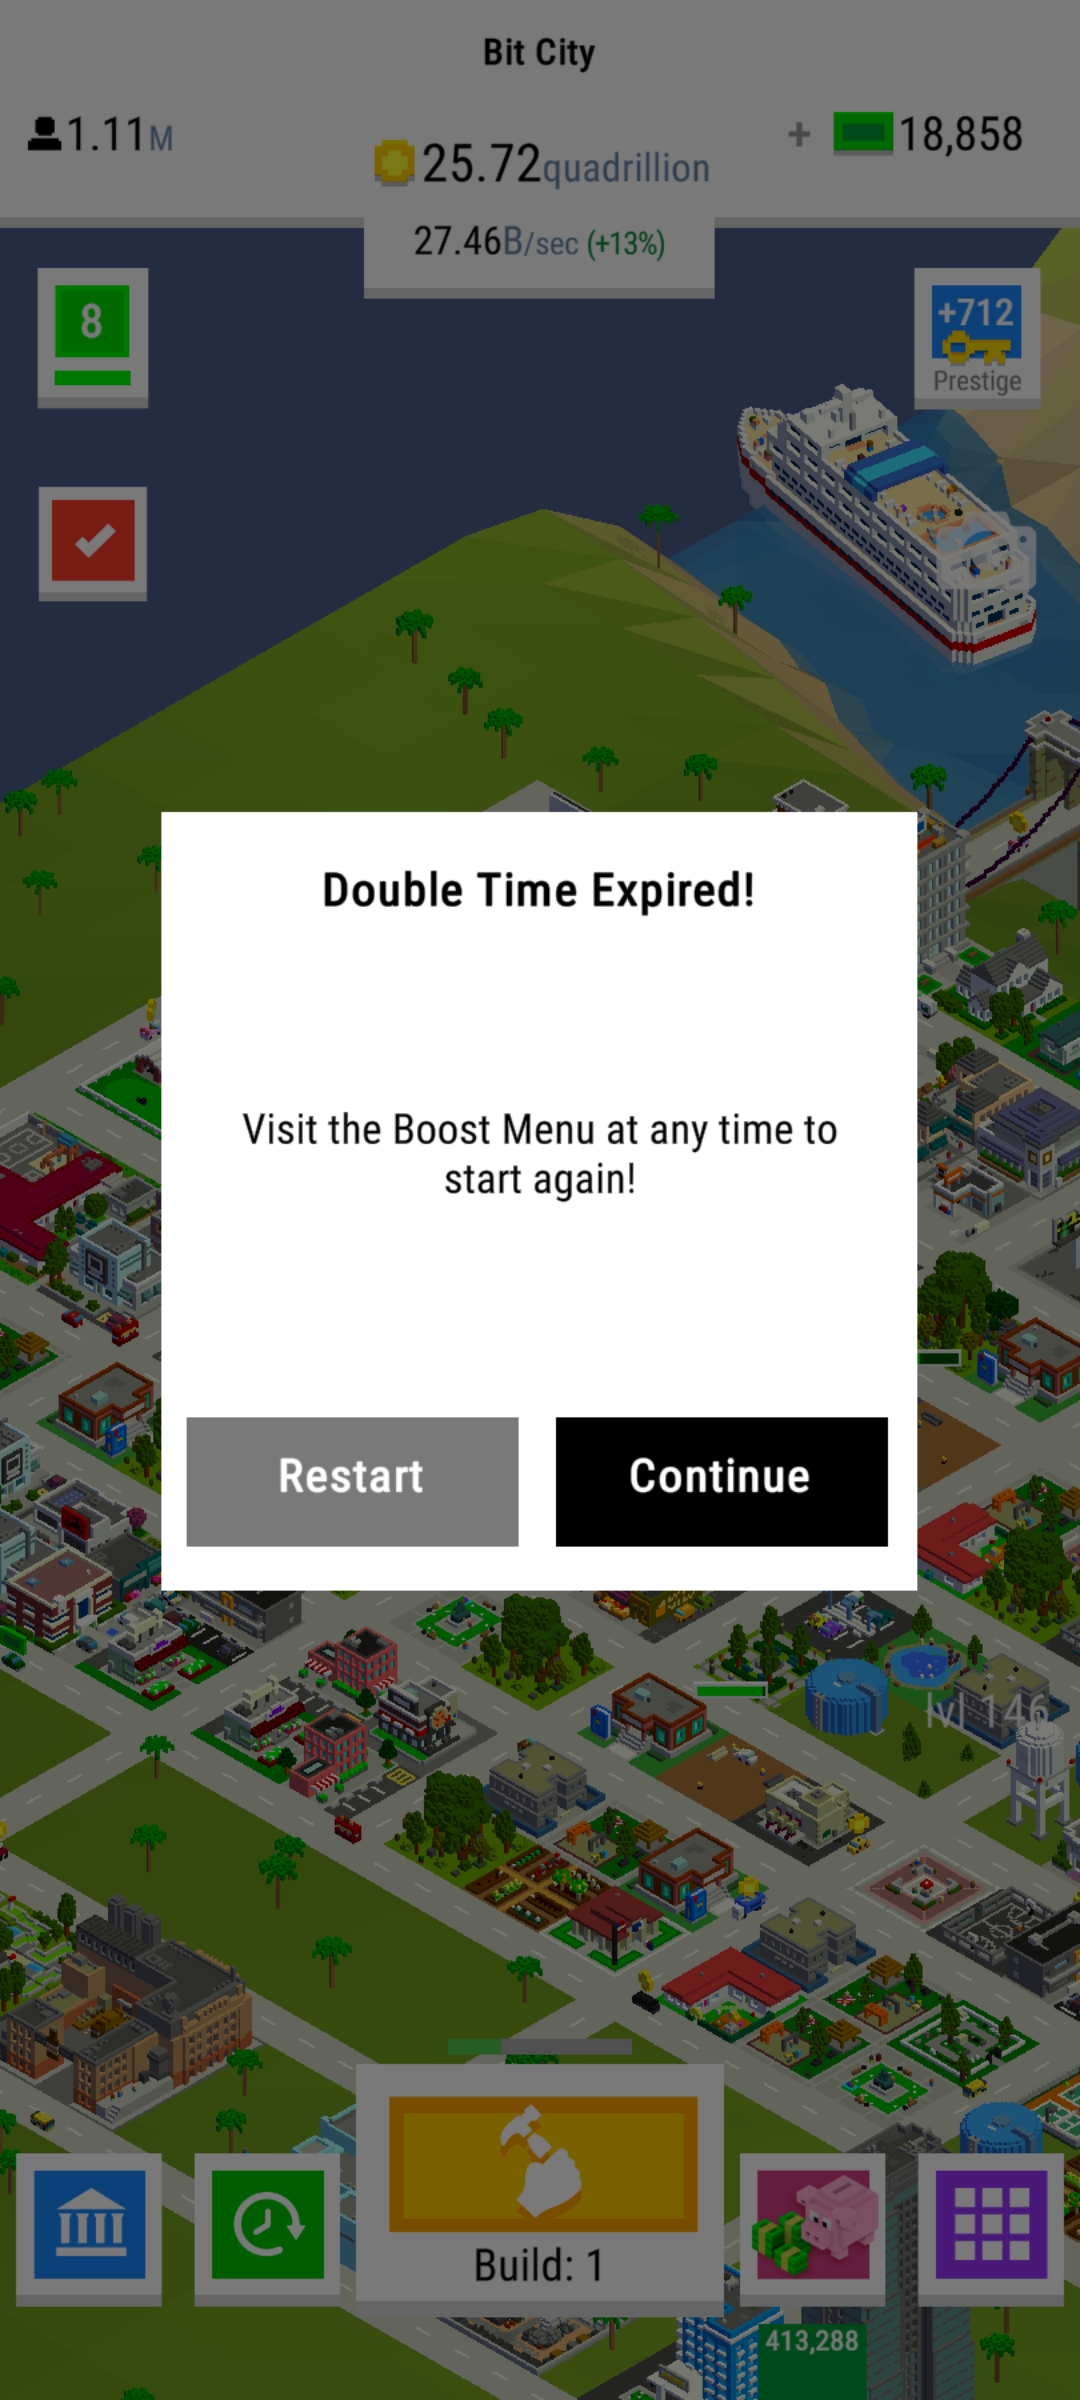 Bit City
1.11M
25.72quadrillion
+ 18,858
27.46B/sec (+13%)
8
+712
Prestige
Double Time Expired!
Visit the Boost Menu at any time to
start again!
Restart
Continue
lvl 146
Build: 1
413,288